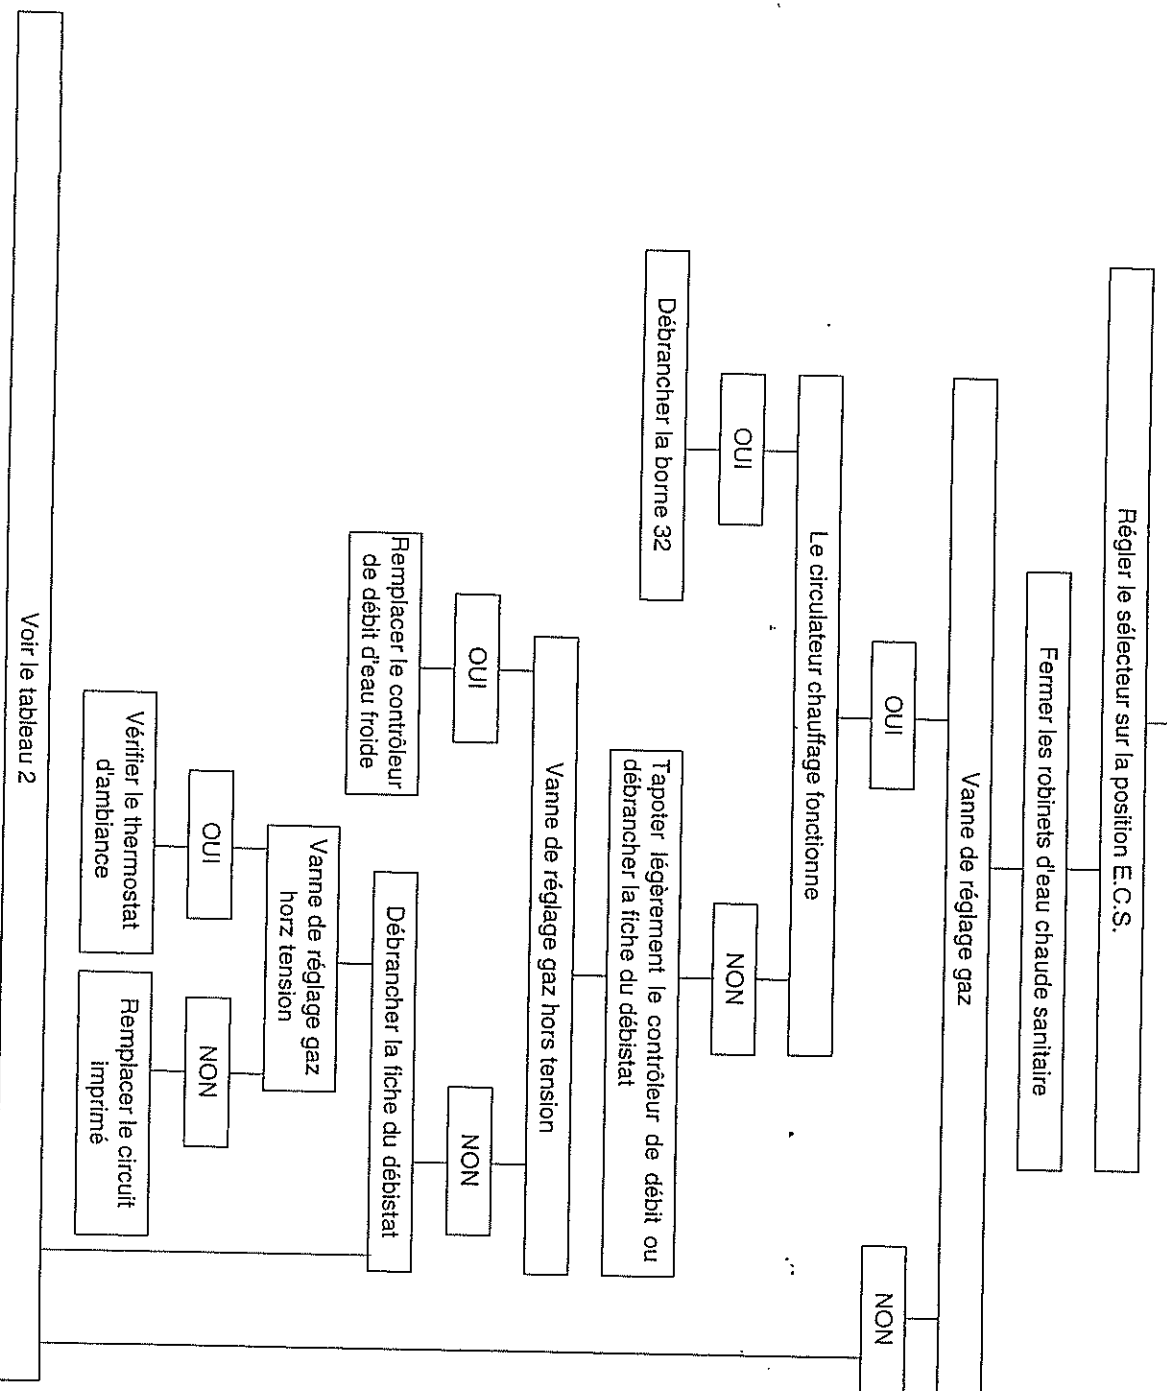 Régler le sélecteur sur la position E.C.S.
Fermer les robinets d'eau chaude sanitaire
Vanne de réglage gaz
OUI
NON
Le circulateur chauffage fonctionne
OUI
NON
Débrancher la borne 32
Tapoter légèrement le contrôleur de débit ou
débrancher la fiche du débistat
Vanne de réglage gaz hors tension
OUI
NON
Remplacer le contrôleur
de débit d'eau froide
Débrancher la fiche du débistat
Vanne de réglage gaz
horz tension
OUI
NON
Vérifier le thermostat
d'ambiance
Remplacer le circuit
imprimé
Voir le tableau 2